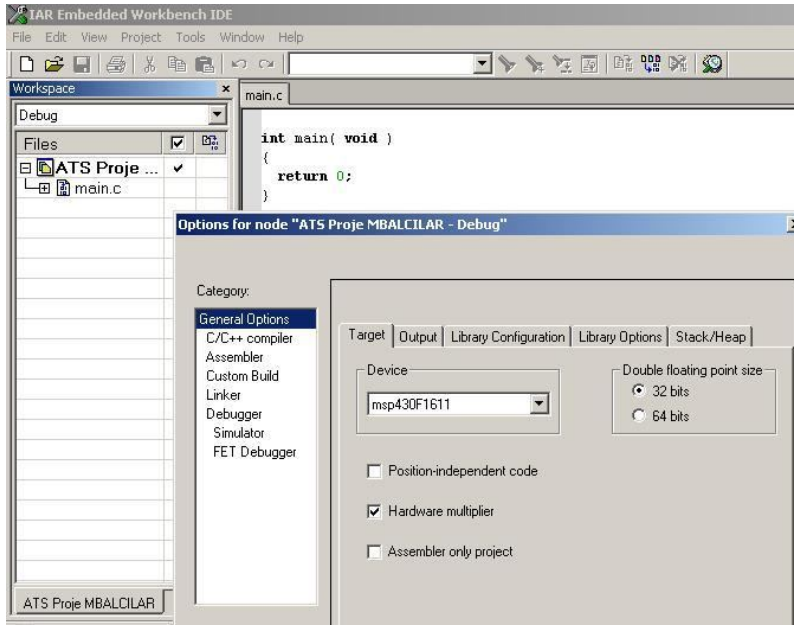 IAR Embedded Workbench IDE
File Edit View Project Tools Window Help
Workspace
main.c
Debug
Files
ATS Proje ...
main.c
int main( void )
{
return 0;
}
Options for node "ATS Proje MBALCILAR - Debug"
Category:
General Options
C/C++ compiler
Assembler
Custom Build
Linker
Debugger
Simulator
FET Debugger
Target Output Library Configuration Library Options Stack/Heap
Device
msp430F1611
Double floating point size
32 bits
64 bits
Position-independent code
Hardware multiplier
Assembler only project
ATS Proje MBALCILAR